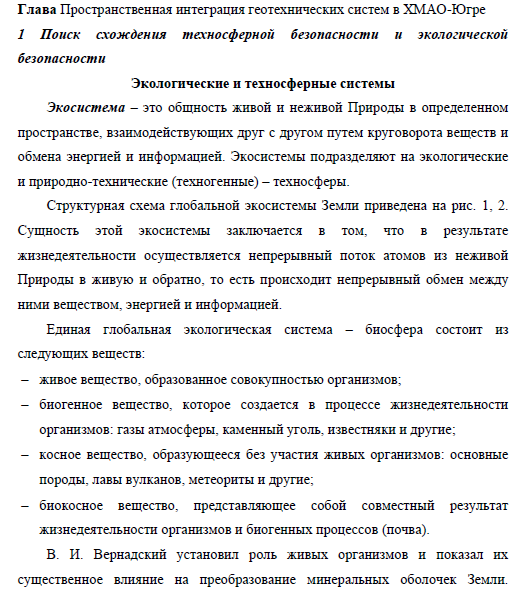 Глава Пространственная интеграция геотехнических систем в ХМАО-Югре
1 Поиск схождения техносферной безопасности и экологической
безопасности
Экологические и техносферные системы
Экосистема – это общность живой и неживой Природы в определенном
пространстве, взаимодействующих друг с другом путем круговорота веществ и
обмена энергией и информацией. Экосистемы подразделяют на экологические
и природно-технические (техногенные) – техносферы.
Структурная схема глобальной экосистемы Земли приведена на рис. 1, 2.
Сущность этой экосистемы заключается в том, что в результате
жизнедеятельности осуществляется непрерывный поток атомов из неживой
Природы в живую и обратно, то есть происходит непрерывный обмен между
ними веществом, энергией и информацией.
Единая глобальная экологическая система – биосфера состоит из
следующих веществ:
– живое вещество, образованное совокупностью организмов;
– биогенное вещество, которое создается в процессе жизнедеятельности
организмов: газы атмосферы, каменный уголь, известняки и другие;
– косное вещество, образующееся без участия живых организмов: основные
породы, лавы вулканов, метеориты и другие;
– биокосное вещество, представляющее собой совместный результат
жизнедеятельности организмов и биогенных процессов (почва).
В. И. Вернадский установил роль живых организмов и показал их
существенное влияние на преобразование минеральных оболочек Земли.